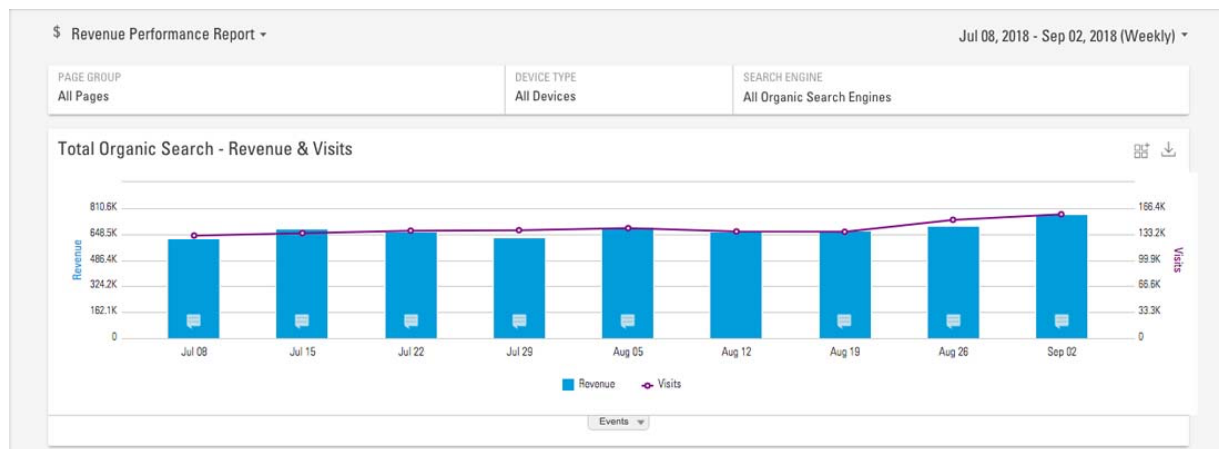 $ Revenue Performance Report
Jul 08, 2018 - Sep 02, 2018 (Weekly)
PAGE GROUP
All Pages
DEVICE TYPE
All Devices
SEARCH ENGINE
All Organic Search Engines
Total Organic Search - Revenue & Visits
Revenue
810.6K
648.5K
486.4K
324.2K
162.1K
0
166.4K
133.2K
99.9K
66.6K
33.3K
0
Visits
Jul 08 Jul 15 Jul 22 Jul 29 Aug 05 Aug 12 Aug 19 Aug 26 Sep 02
Revenue Visits
Events